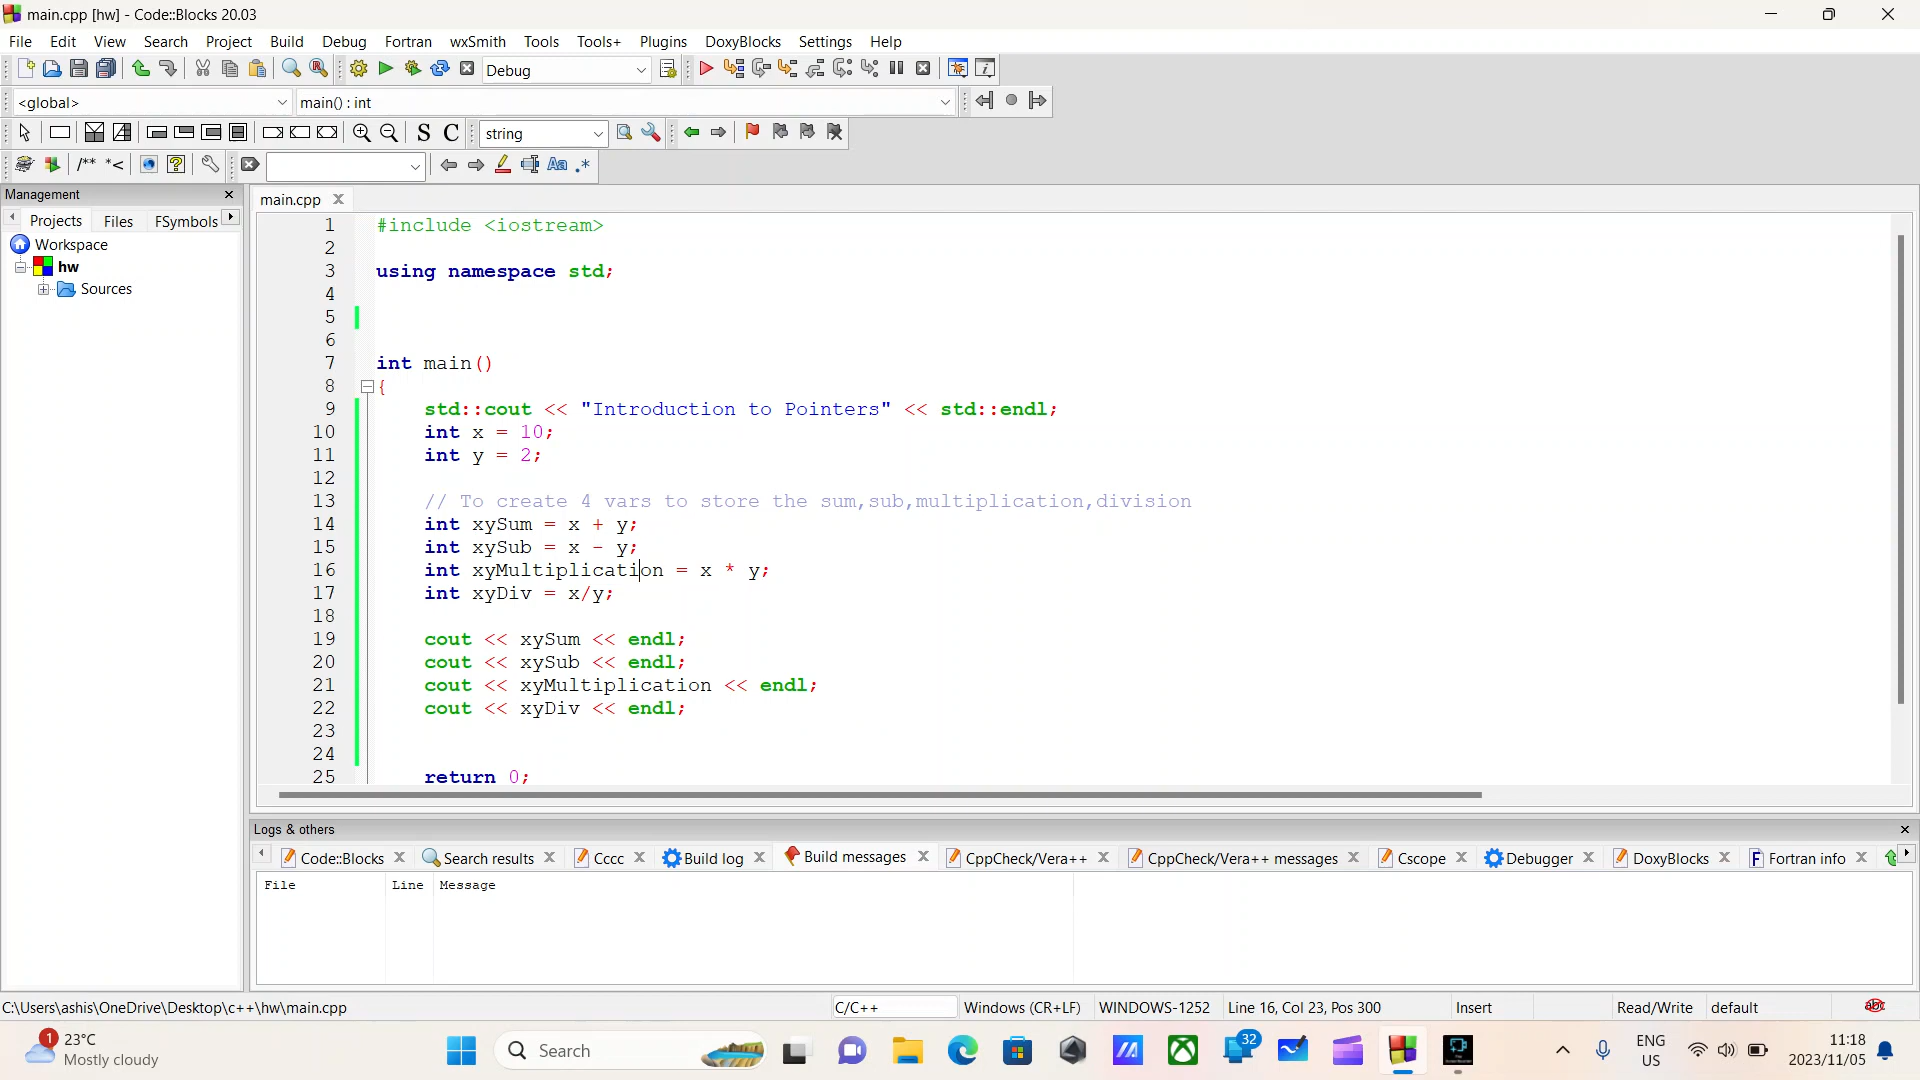 main.cpp [hw] - Code::Blocks 20.03
File Edit View Search Project Build Debug Fortran wxSmith Tools Tools+ Plugins DoxyBlocks Settings Help
Debug
<global> main() : int
S C string
/** *< Aa .*
Management
Projects Files FSymbols
Workspace
hw
Sources
main.cpp
1 #include <iostream>
2
3 using namespace std;
4
5
6
7 int main()
8 {
9 std::cout << "Introduction to Pointers" << std::endl;
10 int x = 10;
11 int y = 2;
12
13 // To create 4 vars to store the sum,sub,multiplication,division
14 int xySum = x + y;
15 int xySub = x - y;
16 int xyMultiplication = x * y;
17 int xyDiv = x/y;
18
19 cout << xySum << endl;
20 cout << xySub << endl;
21 cout << xyMultiplication << endl;
22 cout << xyDiv << endl;
23
24
25 return 0;
Logs & others
Code::Blocks Search results Cccc Build log Build messages CppCheck/Vera++ CppCheck/Vera++ messages Cscope Debugger DoxyBlocks F Fortran info
File Line Message
C:\Users\ashis\OneDrive\Desktop\c++\hw\main.cpp C/C++ Windows (CR+LF) WINDOWS-1252 Line 16, Col 23, Pos 300 Insert Read/Write default abc
1 23°C
Mostly cloudy
Search
32
ENG
US
11:18
2023/11/05